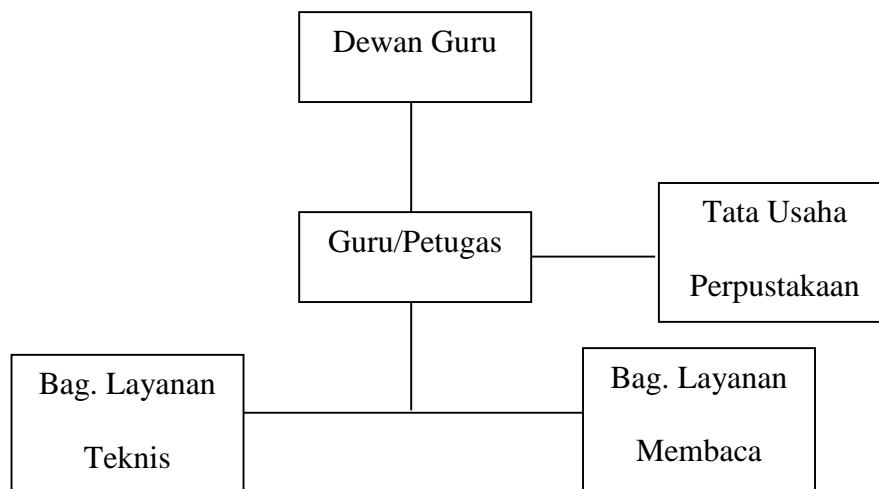 Dewan Guru
Guru/Petugas
Tata Usaha
Perpustakaan
Bag. Layanan
Teknis
Bag. Layanan
Membaca